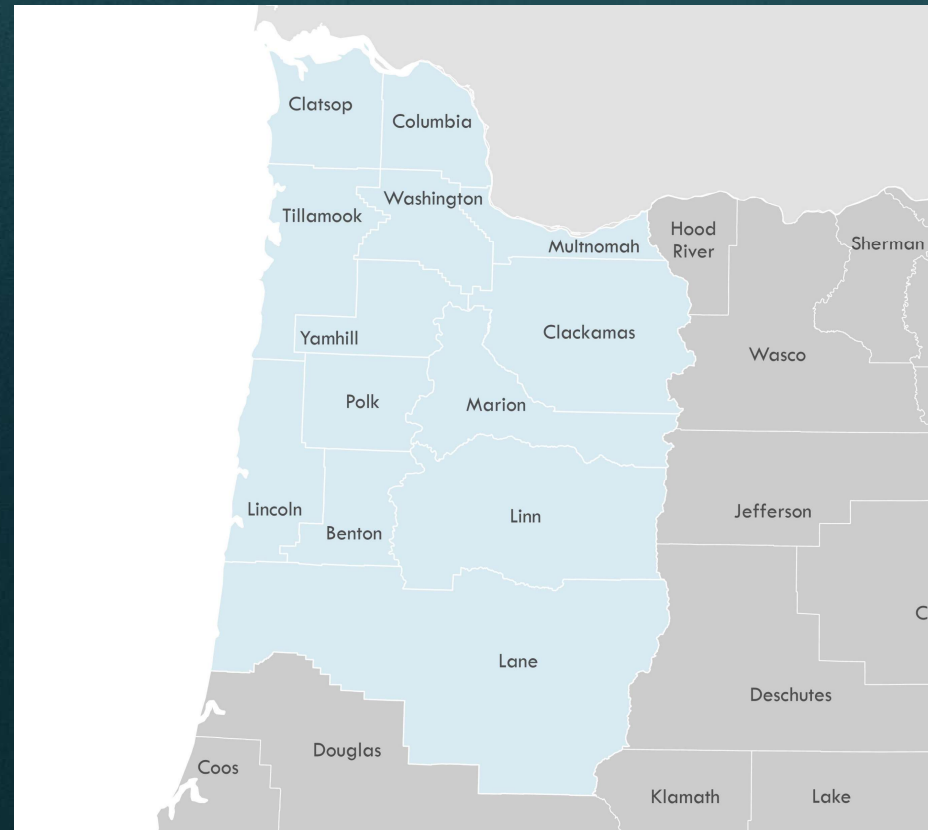 Clatsop
Columbia
Washington
Tillamook
Multnomah
Hood
River
Sherman
Clackamas
Yamhill
Wasco
Polk
Marion
Lincoln
Benton
Linn
Jefferson
C
Lane
Deschutes
Douglas
Coos
Klamath
Lake